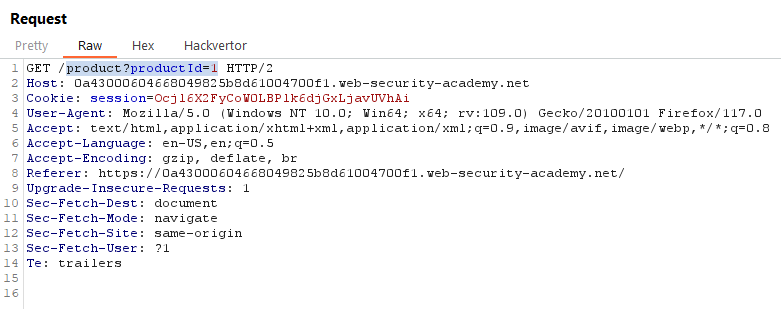 Request
Pretty Raw Hex Hackvertor
1 GET /product?productId=1 HTTP/2
2 Host: 0a43000604668049825b8d61004700f1.web-security-academy.net
3 Cookie: session=Ocjl6X2FyCoW0LBPlk6djGxLjavUVhAi
4 User-Agent: Mozilla/5.0 (Windows NT 10.0; Win64; x64; rv:109.0) Gecko/20100101 Firefox/117.0
5 Accept: text/html,application/xhtml+xml,application/xml;q=0.9,image/avif,image/webp,*/*;q=0.8
6 Accept-Language: en-US,en;q=0.5
7 Accept-Encoding: gzip, deflate, br
8 Referer: https://0a43000604668049825b8d61004700f1.web-security-academy.net/
9 Upgrade-Insecure-Requests: 1
10 Sec-Fetch-Dest: document
11 Sec-Fetch-Mode: navigate
12 Sec-Fetch-Site: same-origin
13 Sec-Fetch-User: ?1
14 Te: trailers
15
16